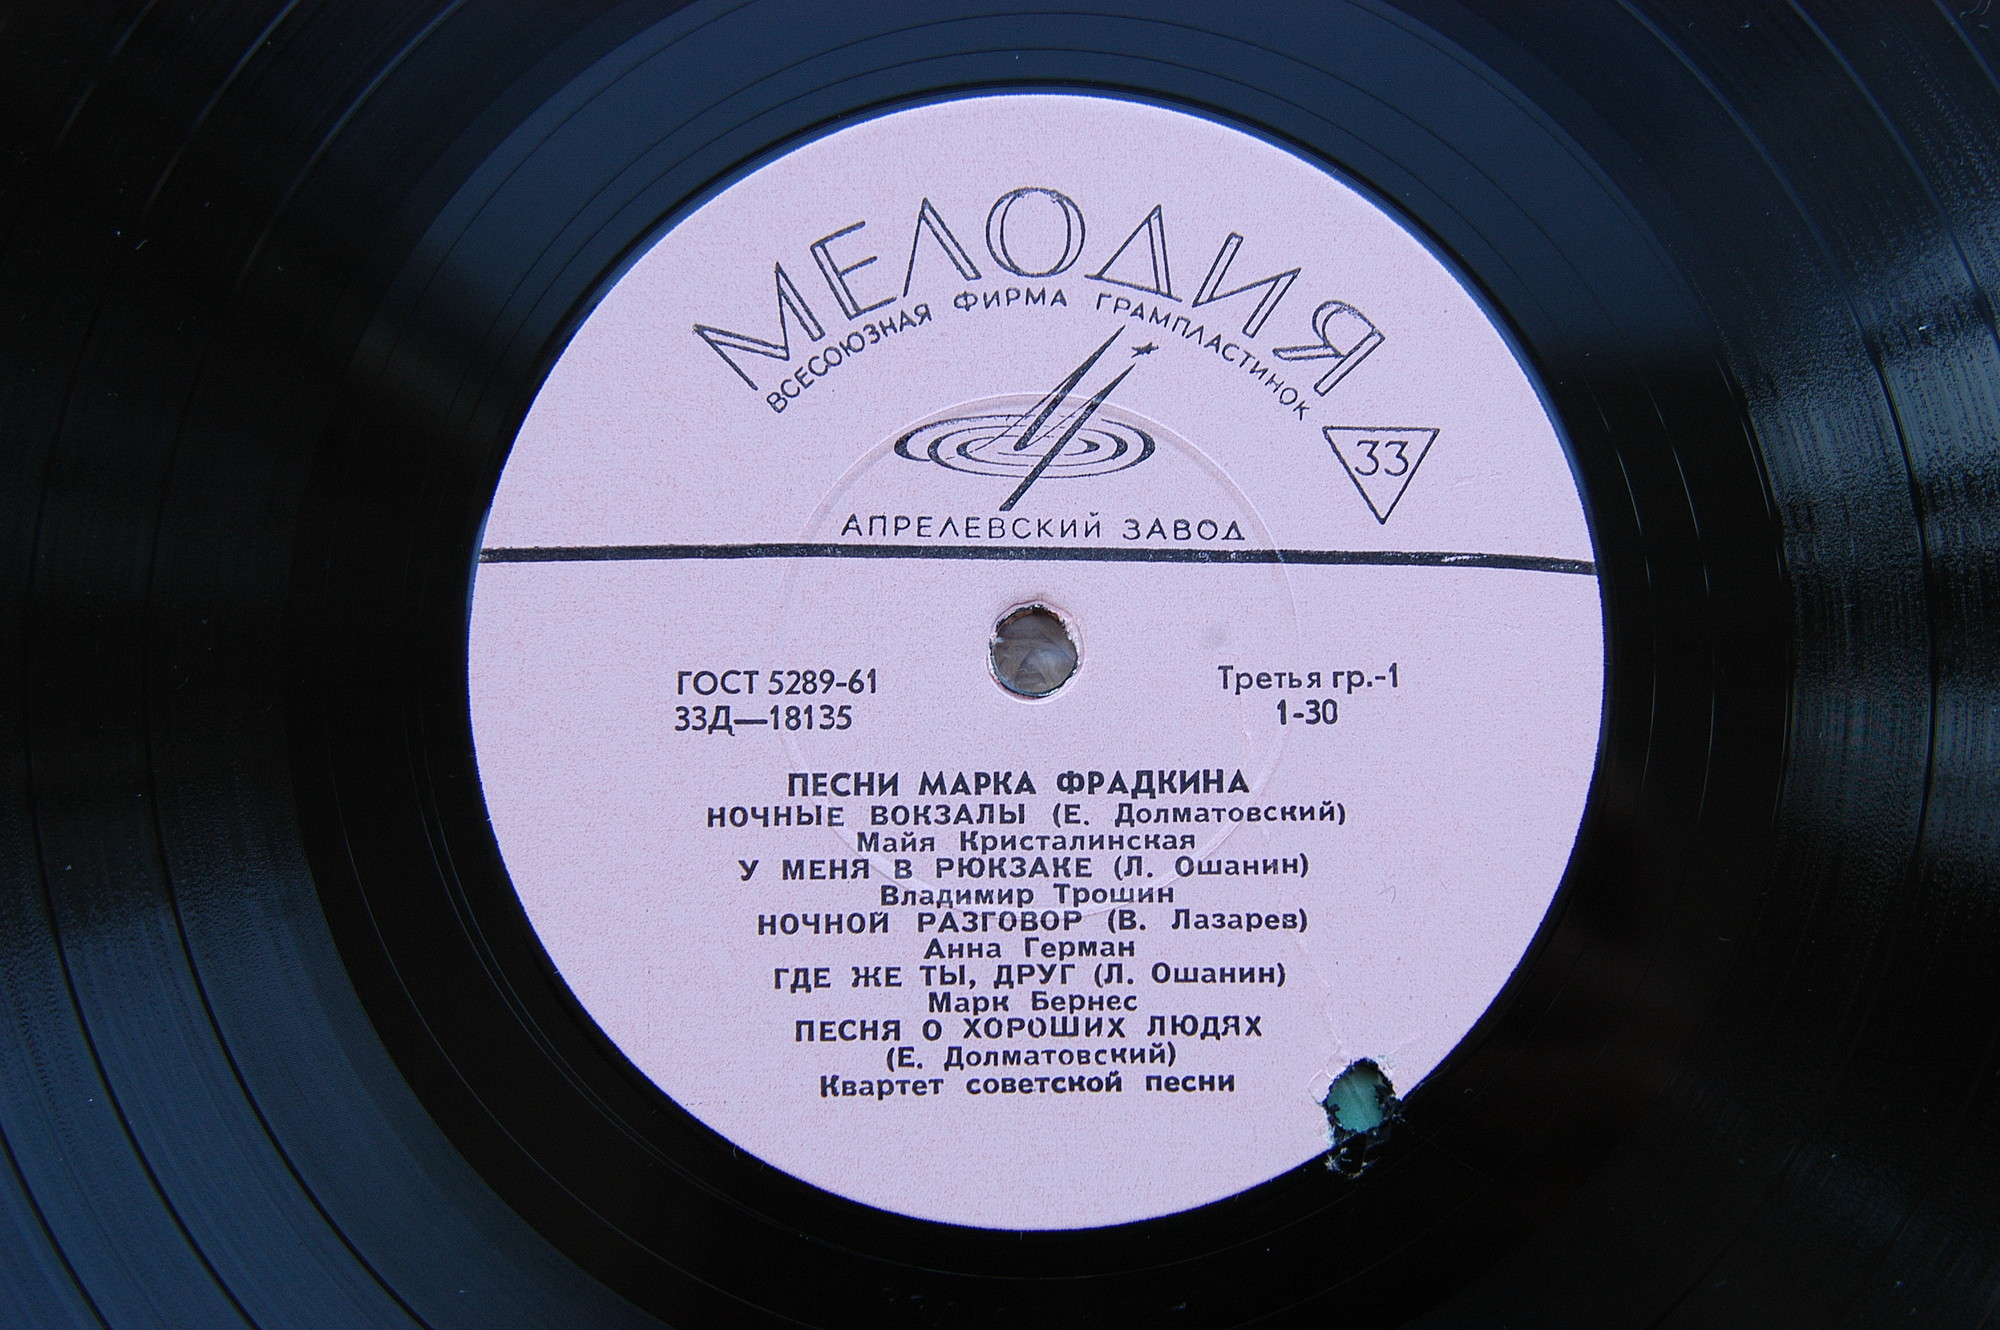 МЕЛОДИЯ
ВСЕСОЮЗНАЯ ФИРМА ГРАМПЛАСТИНОК
33
АПРЕЛЕВСКИЙ ЗАВОД
ГОСТ 5289-61
Третья гр.-1
33Д—18135
1-30
ПЕСНИ МАРКА ФРАДКИНА
НОЧНЫЕ ВОКЗАЛЫ (Е. Долматовский)
Майя Кристалинская
У МЕНЯ В РЮКЗАКЕ (Л. Ошанин)
Владимир Трошин
НОЧНОЙ РАЗГОВОР (В. Лазарев)
Анна Герман
ГДЕ ЖЕ ТЫ, ДРУГ (Л. Ошанин)
Марк Бернес
ПЕСНЯ О ХОРОШИХ ЛЮДЯХ
(Е. Долматовский)
Квартет советской песни